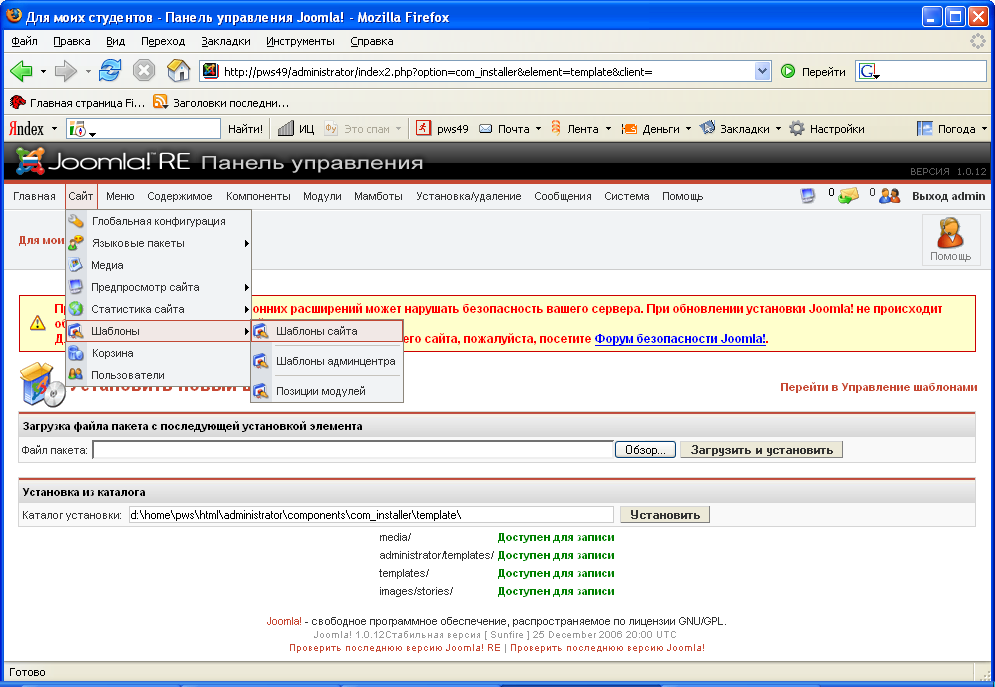 Для моих студентов - Панель управления Joomla! - Mozilla Firefox
Файл Правка Вид Переход Закладки Инструменты Справка
http://pws49/administrator/index2.php?option=com_installer&element=template&client= Перейти
Главная страница Fi... Заголовки последни...
Яndex Найти! ИЦ Это спам pws49 Почта Лента Деньги Закладки Настройки Погода
Joomla!™ RE Панель управления
ВЕРСИЯ 1.0.12
Главная Сайт Меню Содержимое Компоненты Модули Мамботы Установка/удаление Сообщения Система Помощь 0 0 Выход admin
Глобальная конфигурация
Для мои Языковые пакеты
Помощь
Медиа
Предпросмотр сайта
Статистика сайта онних расширений может нарушать безопасность вашего сервера. При обновлении установки Joomla! не происходит
Шаблоны Шаблоны сайта
его сайта, пожалуйста, посетите Форум безопасности Joomla!.
Корзина
Шаблоны админцентра
Пользователи
Перейти в Управление шаблонами
Позиции модулей
Загрузка файла пакета с последующей установкой элемента
Файл пакета: Обзор... Загрузить и установить
Установка из каталога
Каталог установки: d:\home\pws\html\administrator\components\com_installer\template\ Установить
media/ Доступен для записи
administrator/templates/ Доступен для записи
templates/ Доступен для записи
images/stories/ Доступен для записи
Joomla! - свободное программное обеспечение, распространяемое по лицензии GNU/GPL.
Joomla! 1.0.12Стабильная версия [ Sunfire ] 25 December 2006 20:00 UTC
Проверить последнюю версию Joomla! RE | Проверить последнюю версию Joomla!
Готово